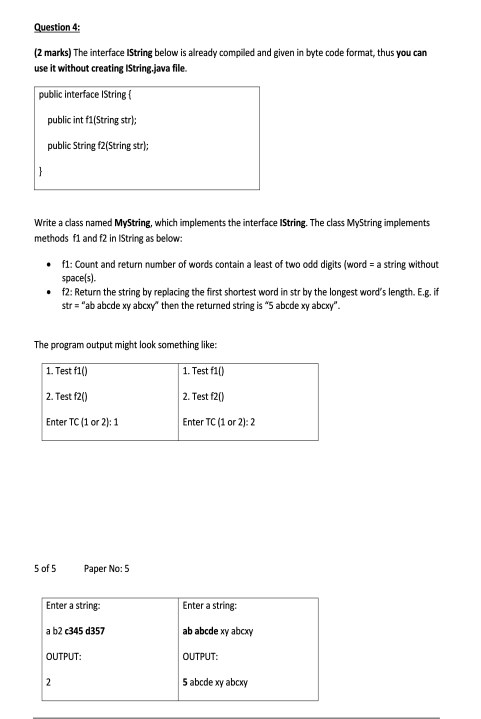 Question 4:
(2 marks) The interface IString below is already compiled and given in byte code format, thus you can
use it without creating IString.java file.
public interface IString {
public int f1(String str);
public String f2(String str);
}
Write a class named MyString, which implements the interface IString. The class MyString implements
methods f1 and f2 in IString as below:
• f1: Count and return number of words contain a least of two odd digits (word = a string without
space(s).
• f2: Return the string by replacing the first shortest word in str by the longest word's length. E.g. if
str = "ab abcde xy abcxy" then the returned string is "5 abcde xy abcxy".
The program output might look something like:
1. Test f1()
2. Test f2()
Enter TC (1 or 2): 1
1. Test f1()
2. Test f2()
Enter TC (1 or 2): 2
5 of 5 Paper No: 5
Enter a string:
a b2 c345 d357
OUTPUT:
2
Enter a string:
ab abcde xy abcxy
OUTPUT:
5 abcde xy abcxy